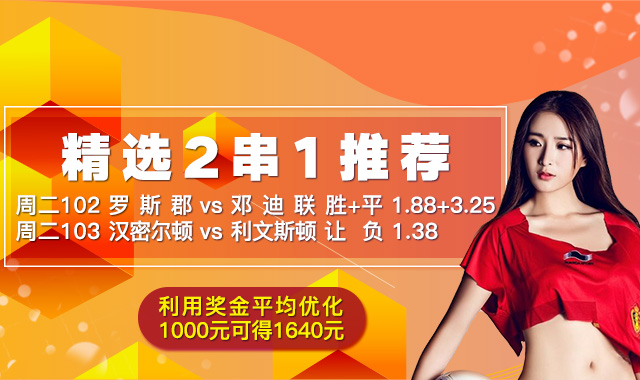 精选2串1推荐
周二102 罗斯郡 vs 邓迪联 胜+平 1.88+3.25
周二103 汉密尔顿 vs 利文斯顿 让负 1.38
利用奖金平均优化
1000元可得1640元